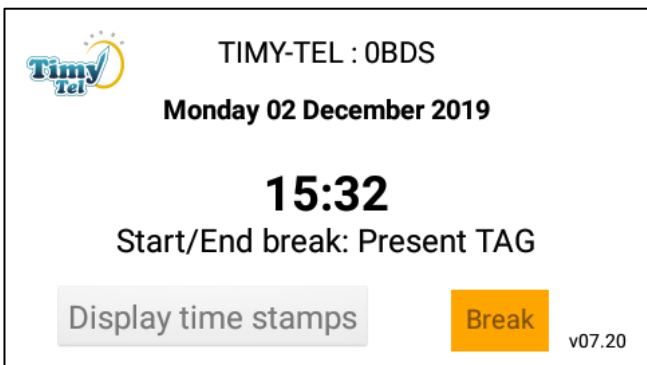 Timy
Tel
TIMY-TEL : 0BDS
Monday 02 December 2019
15:32
Start/End break: Present TAG
Display time stamps
Break
v07.20